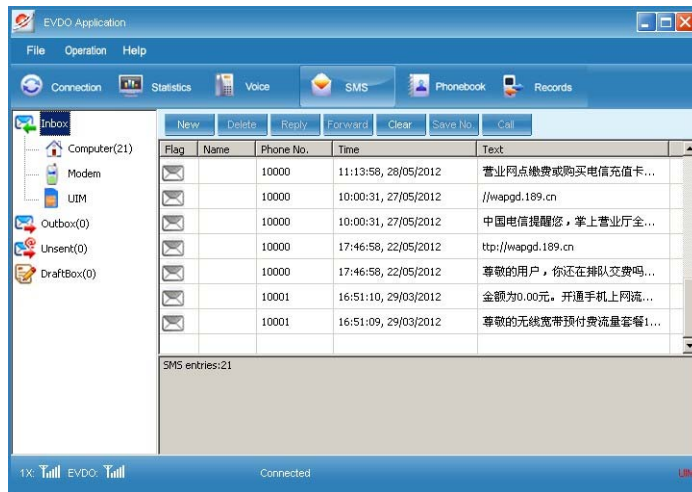 EVDO Application
File Operation Help
Connection Statistics Voice SMS Phonebook Records
Inbox
Computer(21)
Modem
UIM
Outbox(0)
Unsent(0)
DraftBox(0)
New Delete Reply Forward Clear Save No. Call
Flag Name Phone No. Time Text
10000 11:13:58, 28/05/2012 营业网点缴费或购买电信充值卡...
10000 10:00:31, 27/05/2012 //wapgd.189.cn
10000 10:00:31, 27/05/2012 中国电信提醒您，掌上营业厅全...
10000 17:46:58, 22/05/2012 ttp://wapgd.189.cn
10000 17:46:58, 22/05/2012 尊敬的用户，你还在排队交费吗...
10001 16:51:10, 29/03/2012 金额为0.00元。开通手机上网流...
10001 16:51:09, 29/03/2012 尊敬的无线宽带预付费流量套餐1...
SMS entries:21
1X: EVDO: Connected